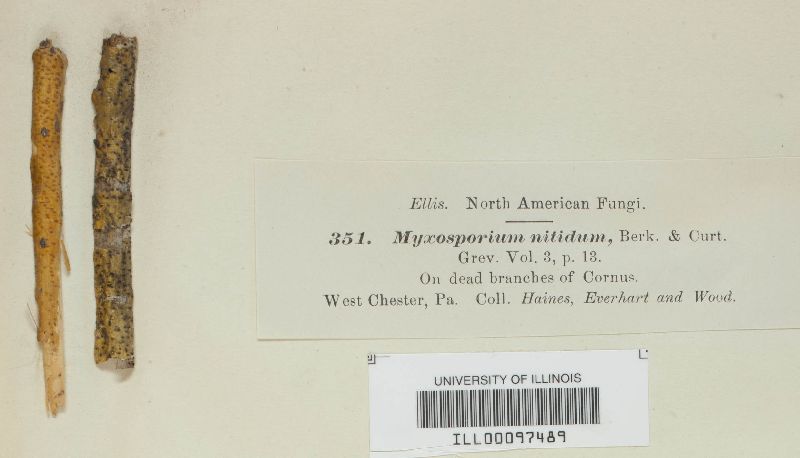 Ellis. North American Fungi.
351. Myxosporium nitidum, Berk. & Curt.
Grev. Vol. 3, p. 13.
On dead branches of Cornus.
West Chester, Pa. Coll. Haines, Everhart and Wood.
UNIVERSITY OF ILLINOIS
ILL00097489